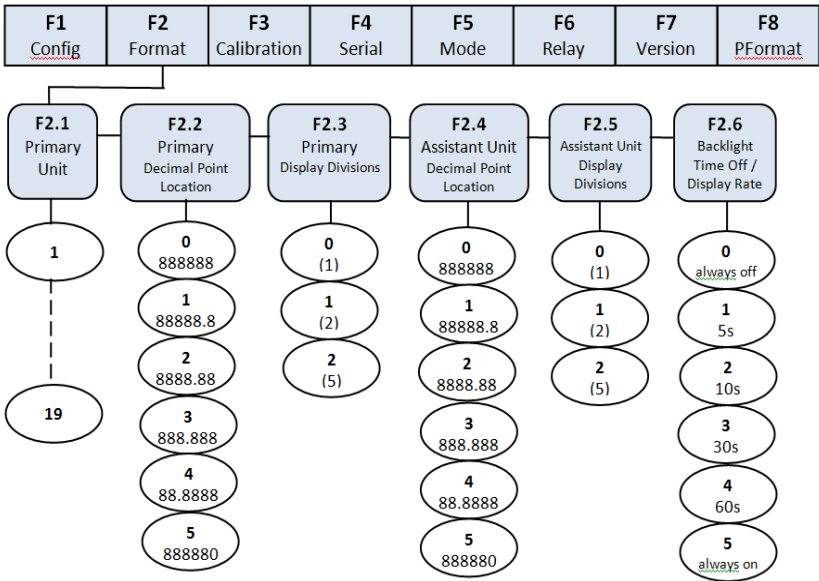 F1 F2 F3 F4 F5 F6 F7 F8
Config Format Calibration Serial Mode Relay Version PFormat
F2.1
Primary
Unit
F2.2
Primary
Decimal Point
Location
F2.3
Primary
Display Divisions
F2.4
Assistant Unit
Decimal Point
Location
F2.5
Assistant Unit
Display
Divisions
F2.6
Backlight
Time Off /
Display Rate
1
19
0
888888
1
88888.8
2
8888.88
3
888.888
4
88.8888
5
888880
0
(1)
1
(2)
2
(5)
0
888888
1
88888.8
2
8888.88
3
888.888
4
88.8888
5
888880
0
(1)
1
(2)
2
(5)
0
always off
1
5s
2
10s
3
30s
4
60s
5
always on